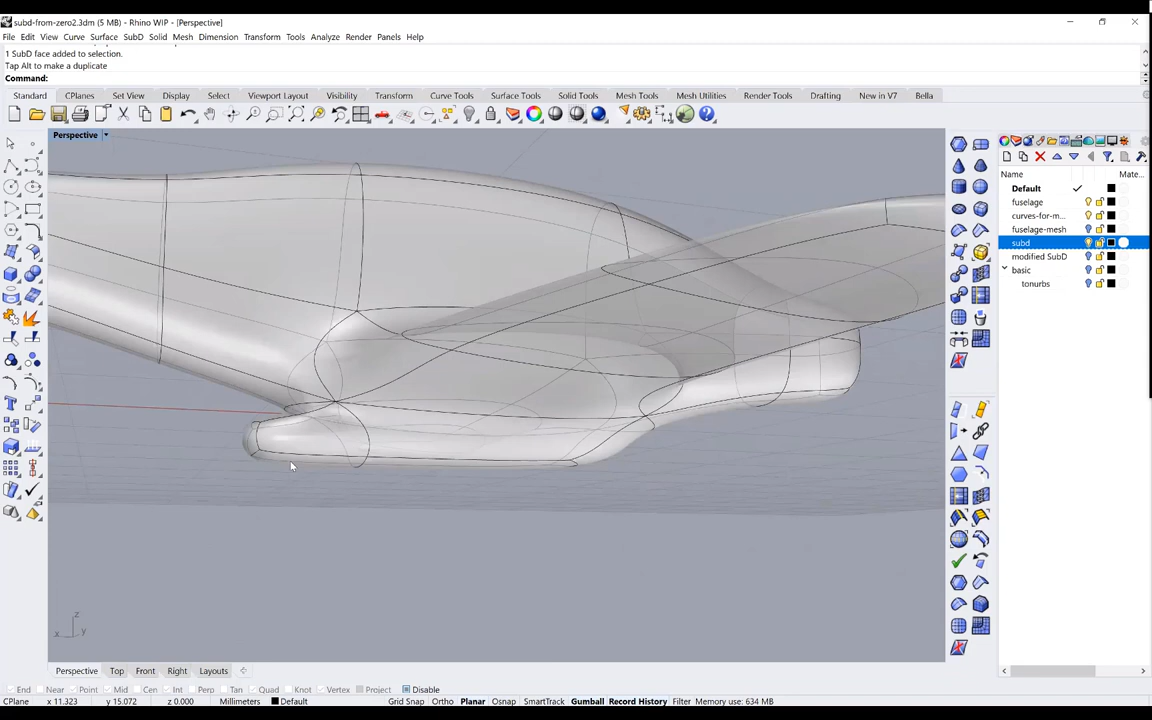 subd-from-zero2.3dm (5 MB) - Rhino WIP - [Perspective]
File Edit View Curve Surface SubD Solid Mesh Dimension Transform Tools Analyze Render Panels Help
1 SubD face added to selection.
Tap Alt to make a duplicate
Command:
Standard CPlanes Set View Display Select Viewport Layout Visibility Transform Curve Tools Surface Tools Solid Tools Mesh Tools Mesh Utilities Render Tools Drafting New in V7 Bella
Perspective
Name Mate...
Default
fuselage
curves-for-m...
fuselage-mesh
subd
modified SubD
basic
tonurbs
z
x y
Perspective Top Front Right Layouts
End Near Point Mid Cen Int Perp Tan Quad Knot Vertex Project Disable
CPlane x 11.323 y 15.072 z 0.000 Millimeters Default Grid Snap Ortho Planar Osnap SmartTrack Gumball Record History Filter Memory use: 634 MB